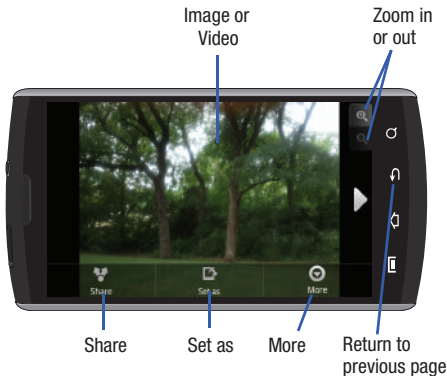 Image or
Video
Zoom in
or out
Share
Set as
More
Share
Set as
More
Return to
previous page